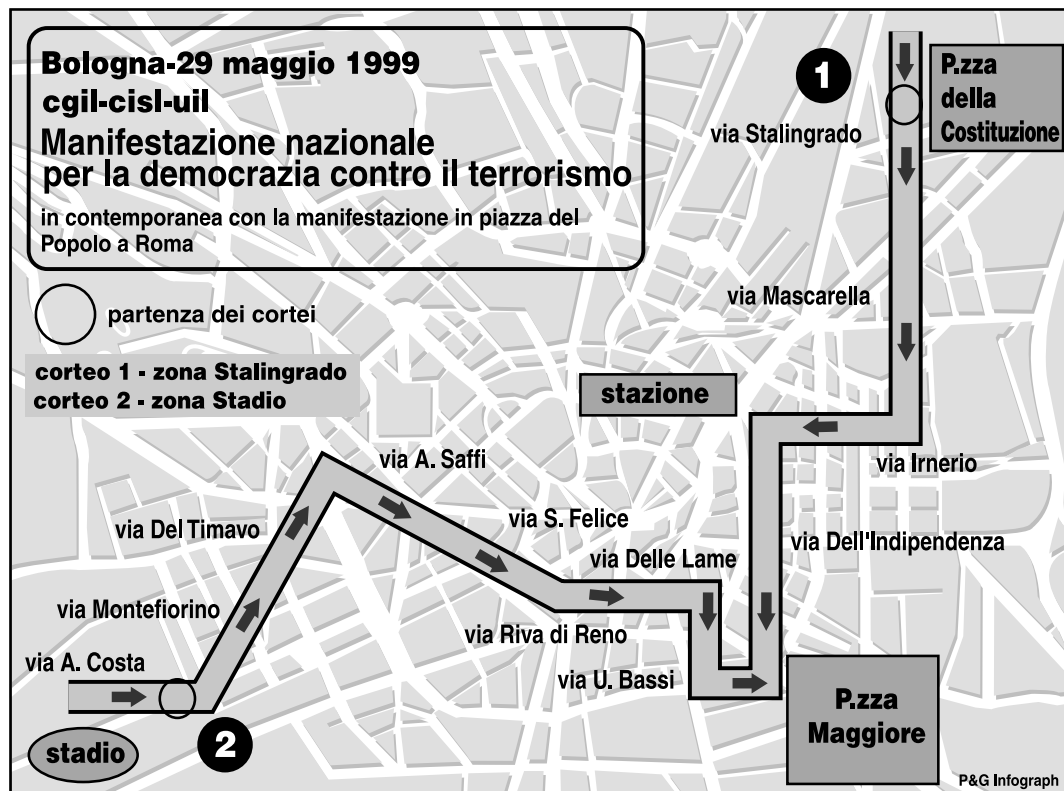 Bologna-29 maggio 1999
cgil-cisl-uil
Manifestazione nazionale
per la democrazia contro il terrorismo
in contemporanea con la manifestazione in piazza del
Popolo a Roma
partenza dei cortei
corteo 1 - zona Stalingrado
corteo 2 - zona Stadio
1
P.zza
della
Costituzione
via Stalingrado
via Mascarella
stazione
via Irnerio
via A. Saffi
via S. Felice
via Del Timavo
via Delle Lame
via Dell'Indipendenza
via Montefiorino
via Riva di Reno
via A. Costa
via U. Bassi
P.zza
Maggiore
stadio
2
P&G Infograph